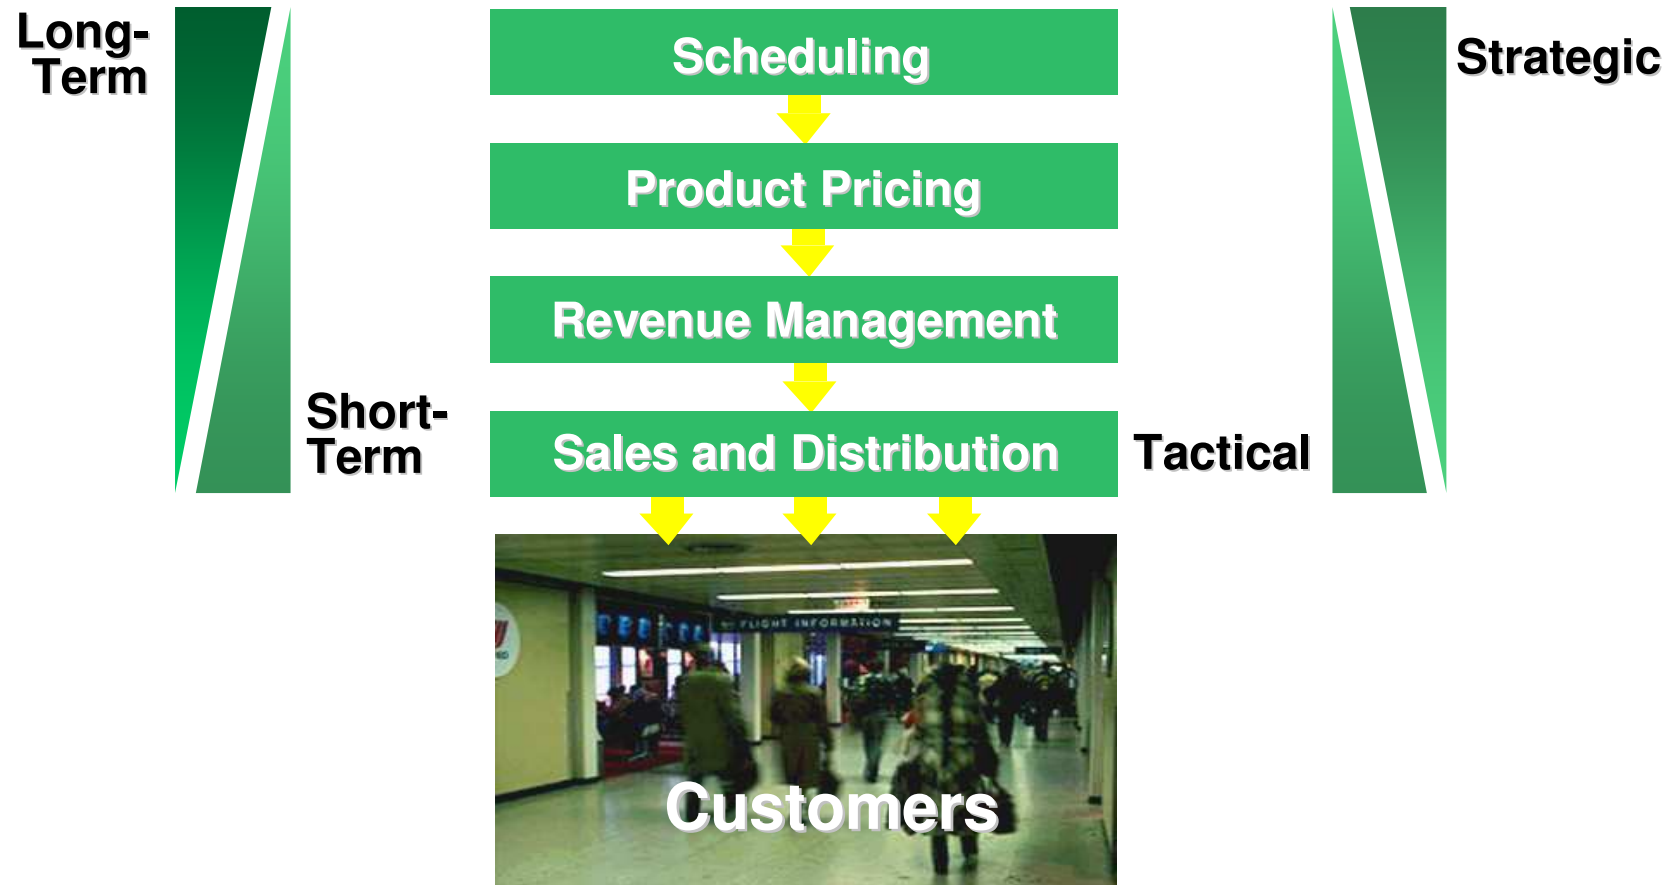 Long-
Term
Scheduling
Strategic
Product Pricing
Revenue Management
Short-
Term
Sales and Distribution
Tactical
FLIGHT INFORMATION
Customers